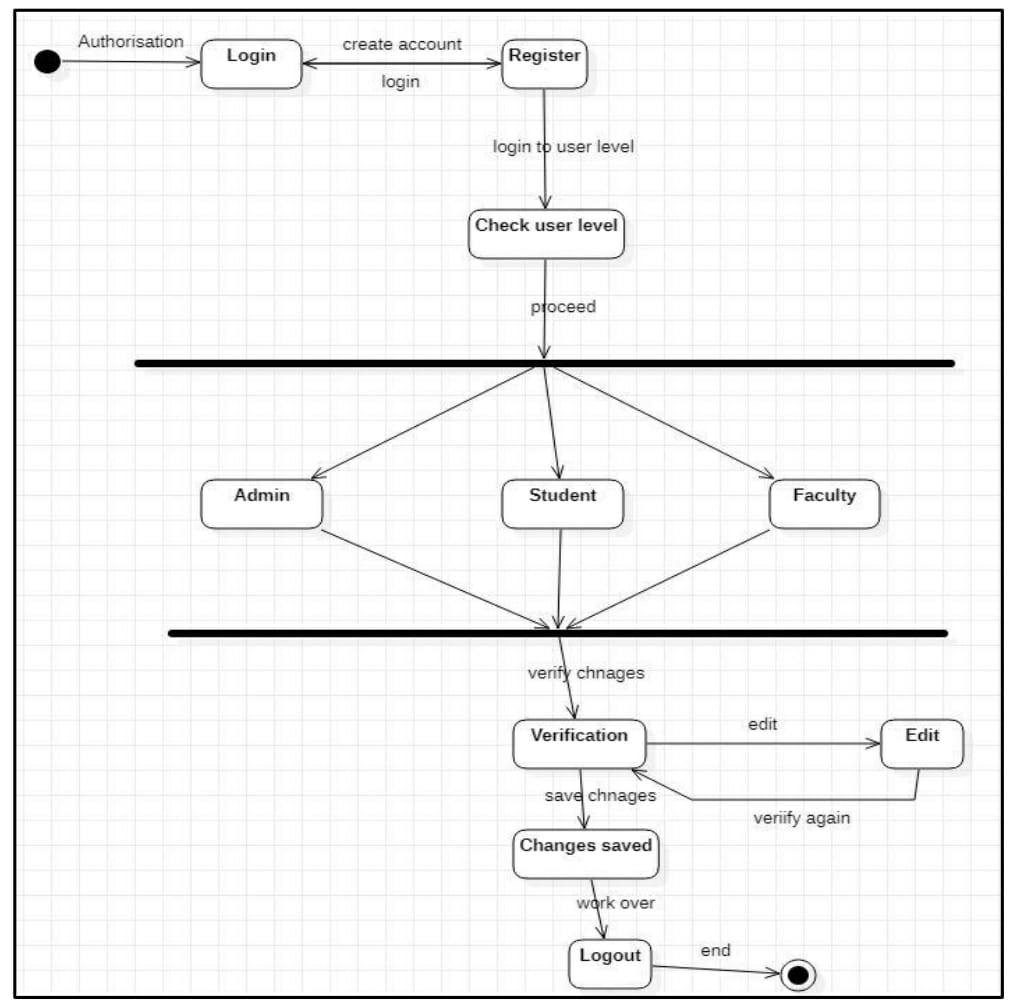 Authorisation
Login
create account
login
Register
login to user level
Check user level
proceed
Admin
Student
Faculty
verify chnages
Verification
edit
Edit
save chnages
veriify again
Changes saved
work over
Logout
end